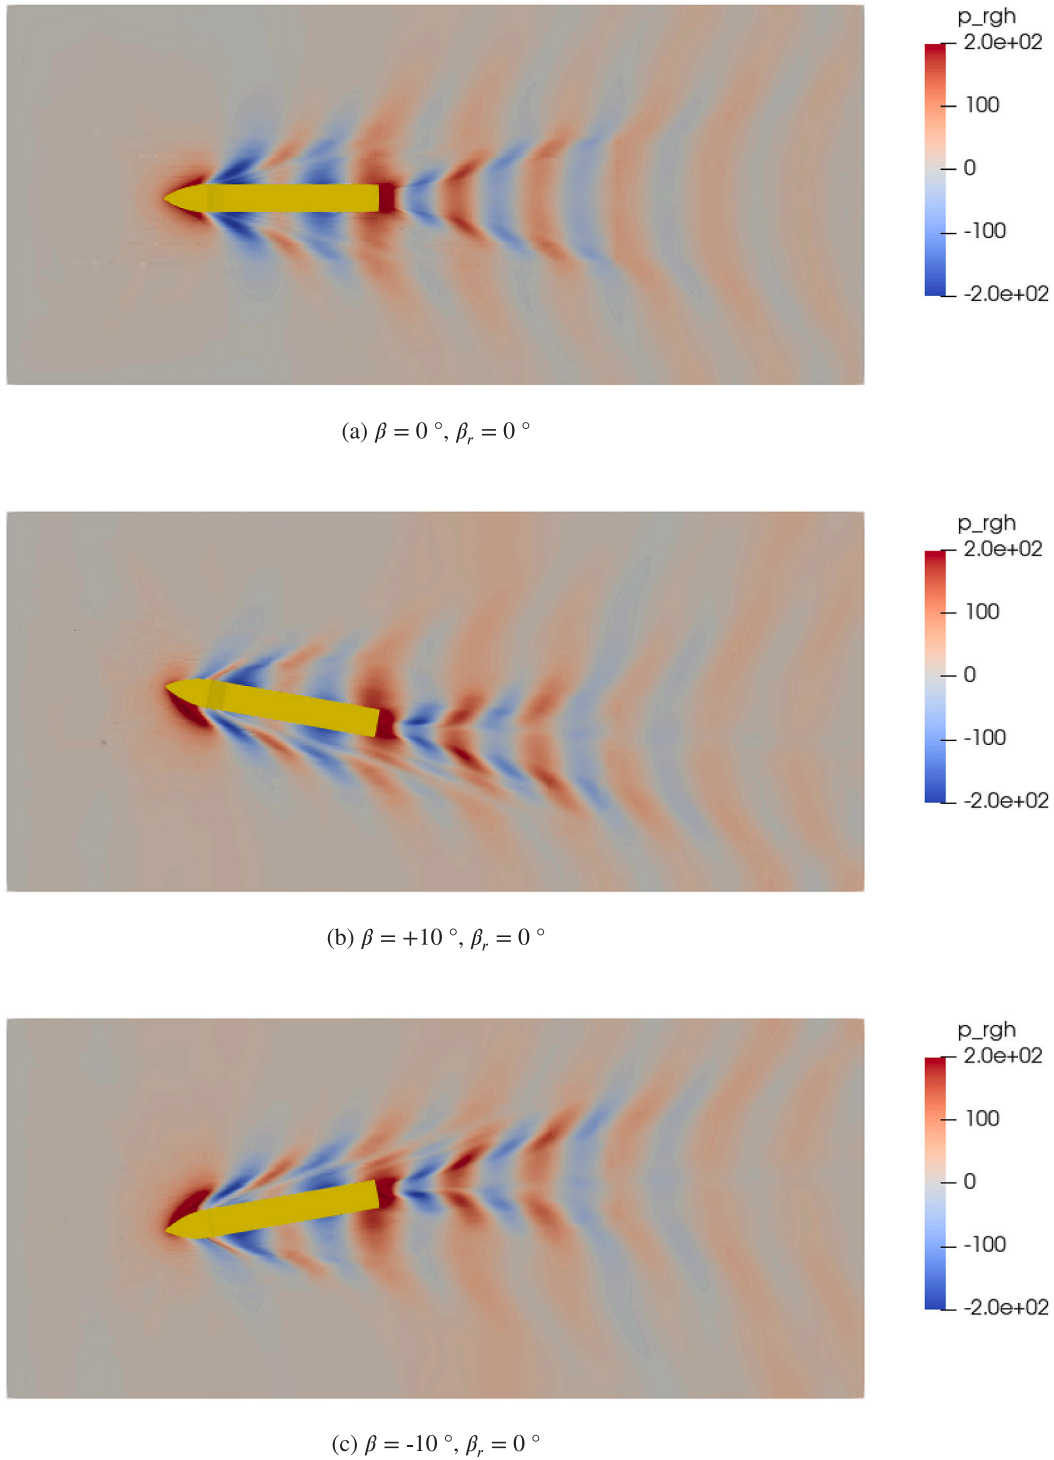 p_rgh
2.0e+02
100
0
-100
-2.0e+02
(a) β = 0 °, βr = 0 °
p_rgh
2.0e+02
100
0
-100
-2.0e+02
(b) β = +10 °, βr = 0 °
p_rgh
2.0e+02
100
0
-100
-2.0e+02
(c) β = -10 °, βr = 0 °